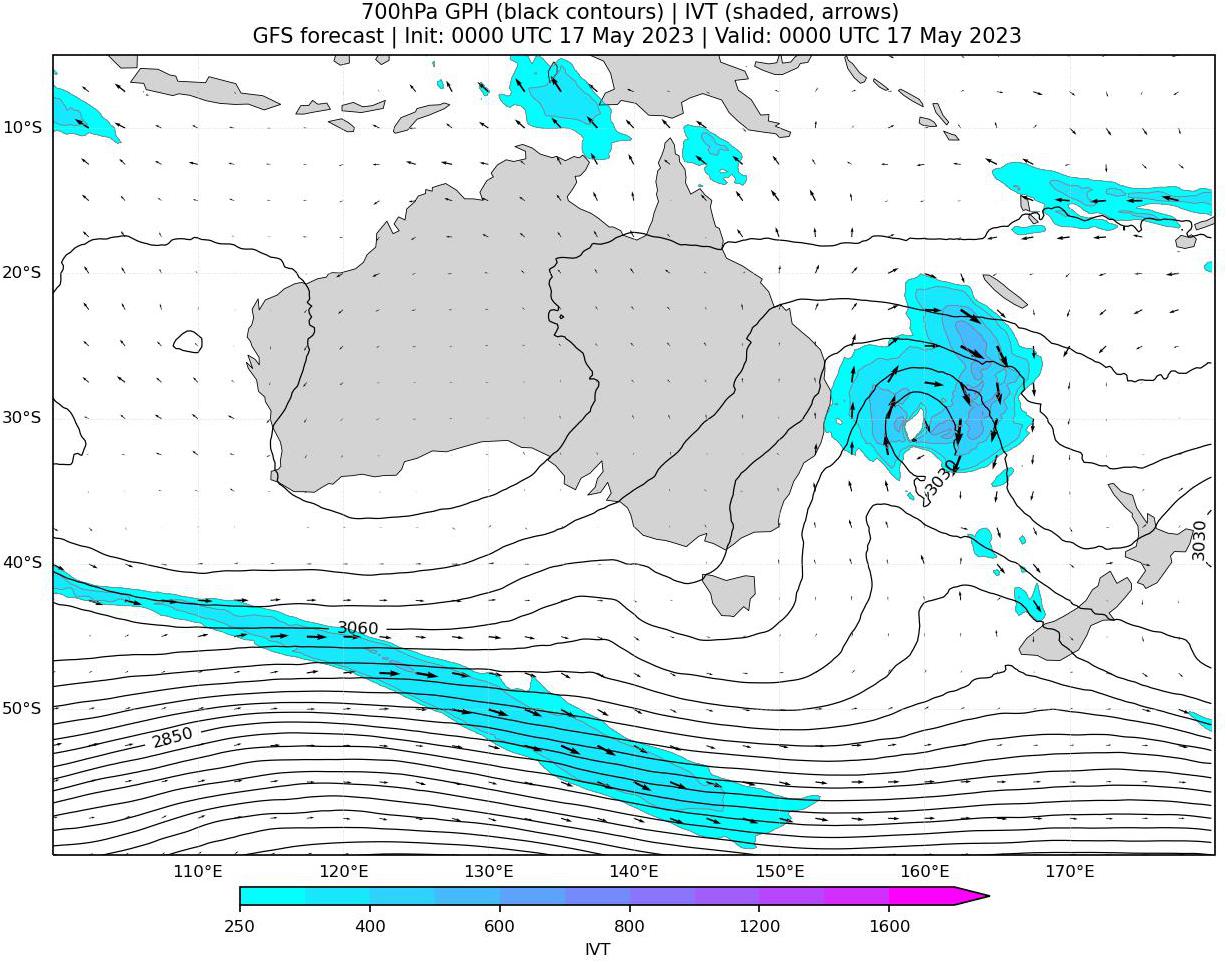 700hPa GPH (black contours) | IVT (shaded, arrows)
GFS forecast | Init: 0000 UTC 17 May 2023 | Valid: 0000 UTC 17 May 2023
10°S
20°S
30°S
3030
3030
40°S
3060
50°S
2850
110°E 120°E 130°E 140°E 150°E 160°E 170°E
250 400 600 800 1200 1600
IVT